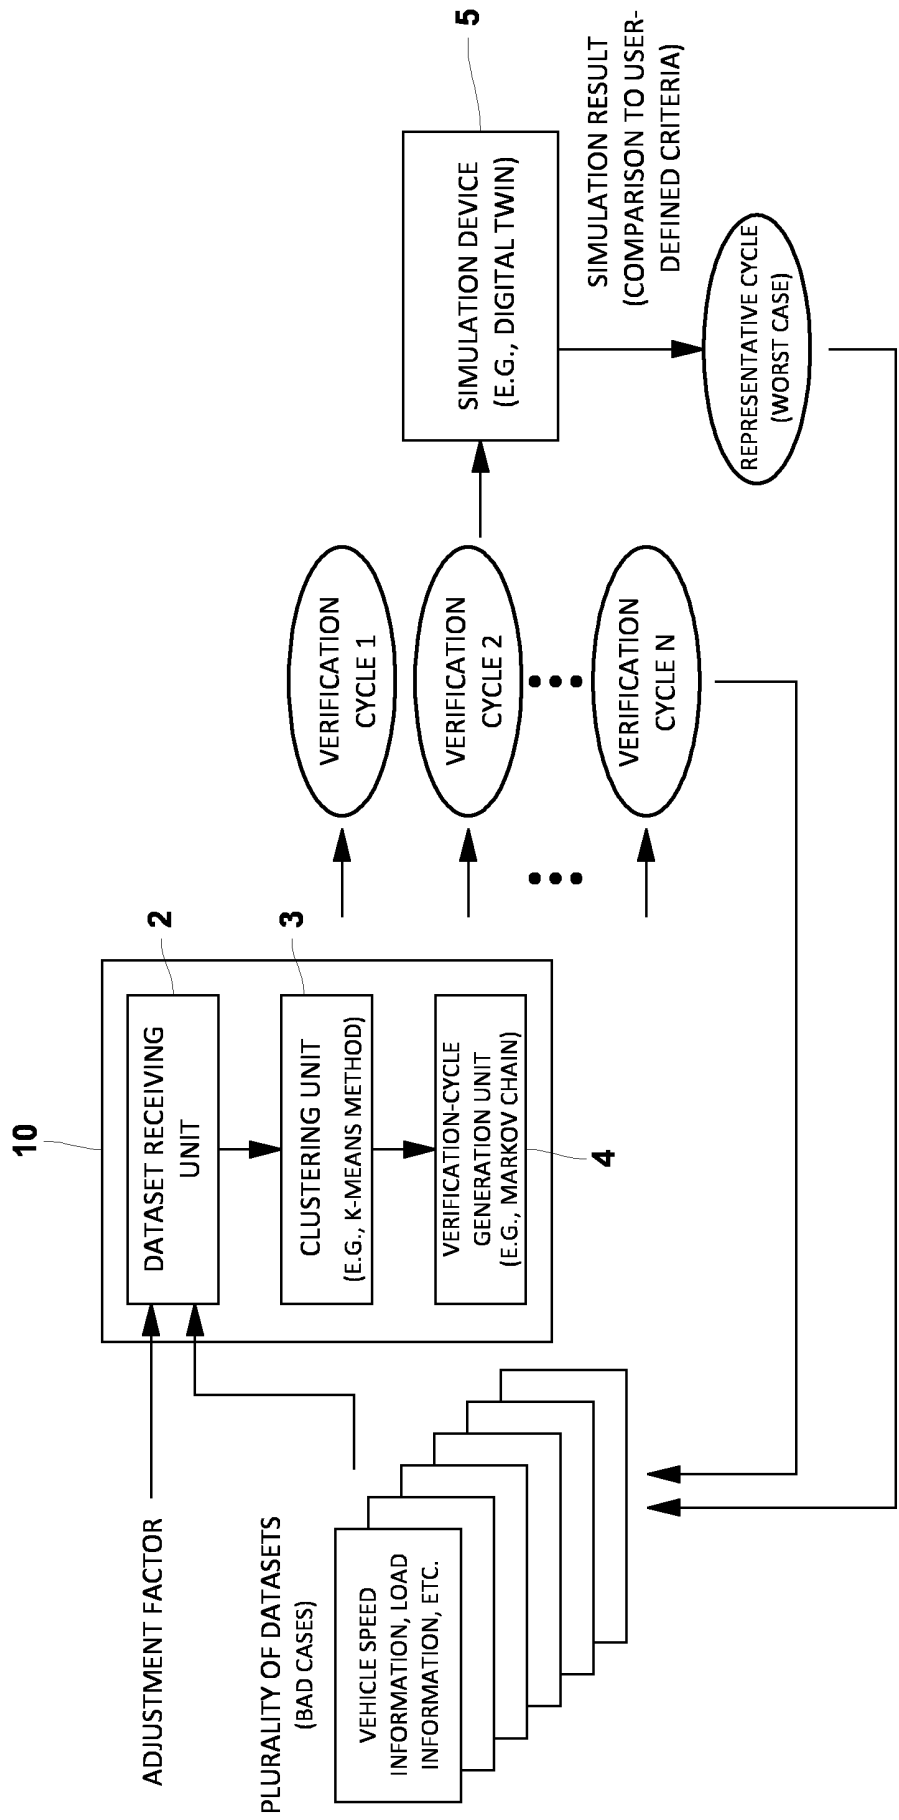 10
ADJUSTMENT FACTOR
DATASET RECEIVING
UNIT
2
PLURALITY OF DATASETS
(BAD CASES)
CLUSTERING UNIT
(E.G., K-MEANS METHOD)
3
VERIFICATION-CYCLE
GENERATION UNIT
(E.G., MARKOV CHAIN)
4
VEHICLE SPEED
INFORMATION, LOAD
INFORMATION, ETC.
VERIFICATION
CYCLE 1
VERIFICATION
CYCLE 2
VERIFICATION
CYCLE N
SIMULATION DEVICE
(E.G., DIGITAL TWIN)
5
SIMULATION RESULT
(COMPARISON TO USER-
DEFINED CRITERIA)
REPRESENTATIVE CYCLE
(WORST CASE)